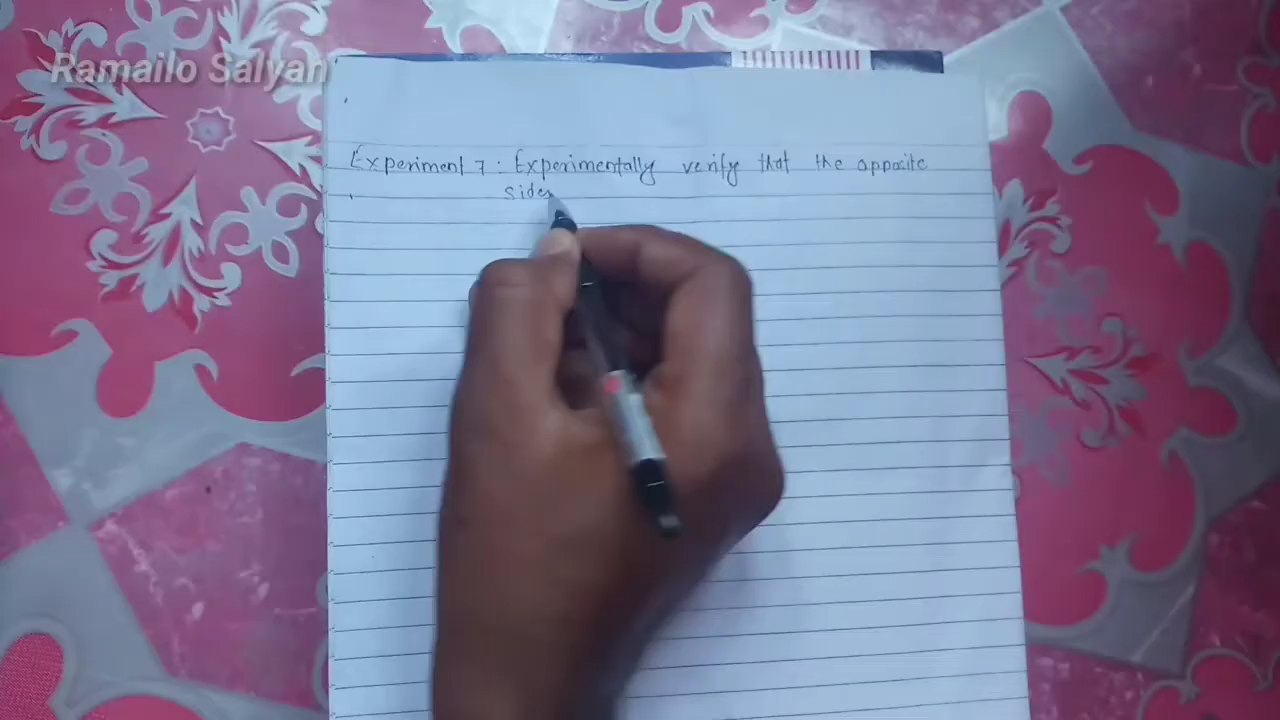 Ramailo Salyan
Experiment 7 : Experimentally verify that the opposite
sides